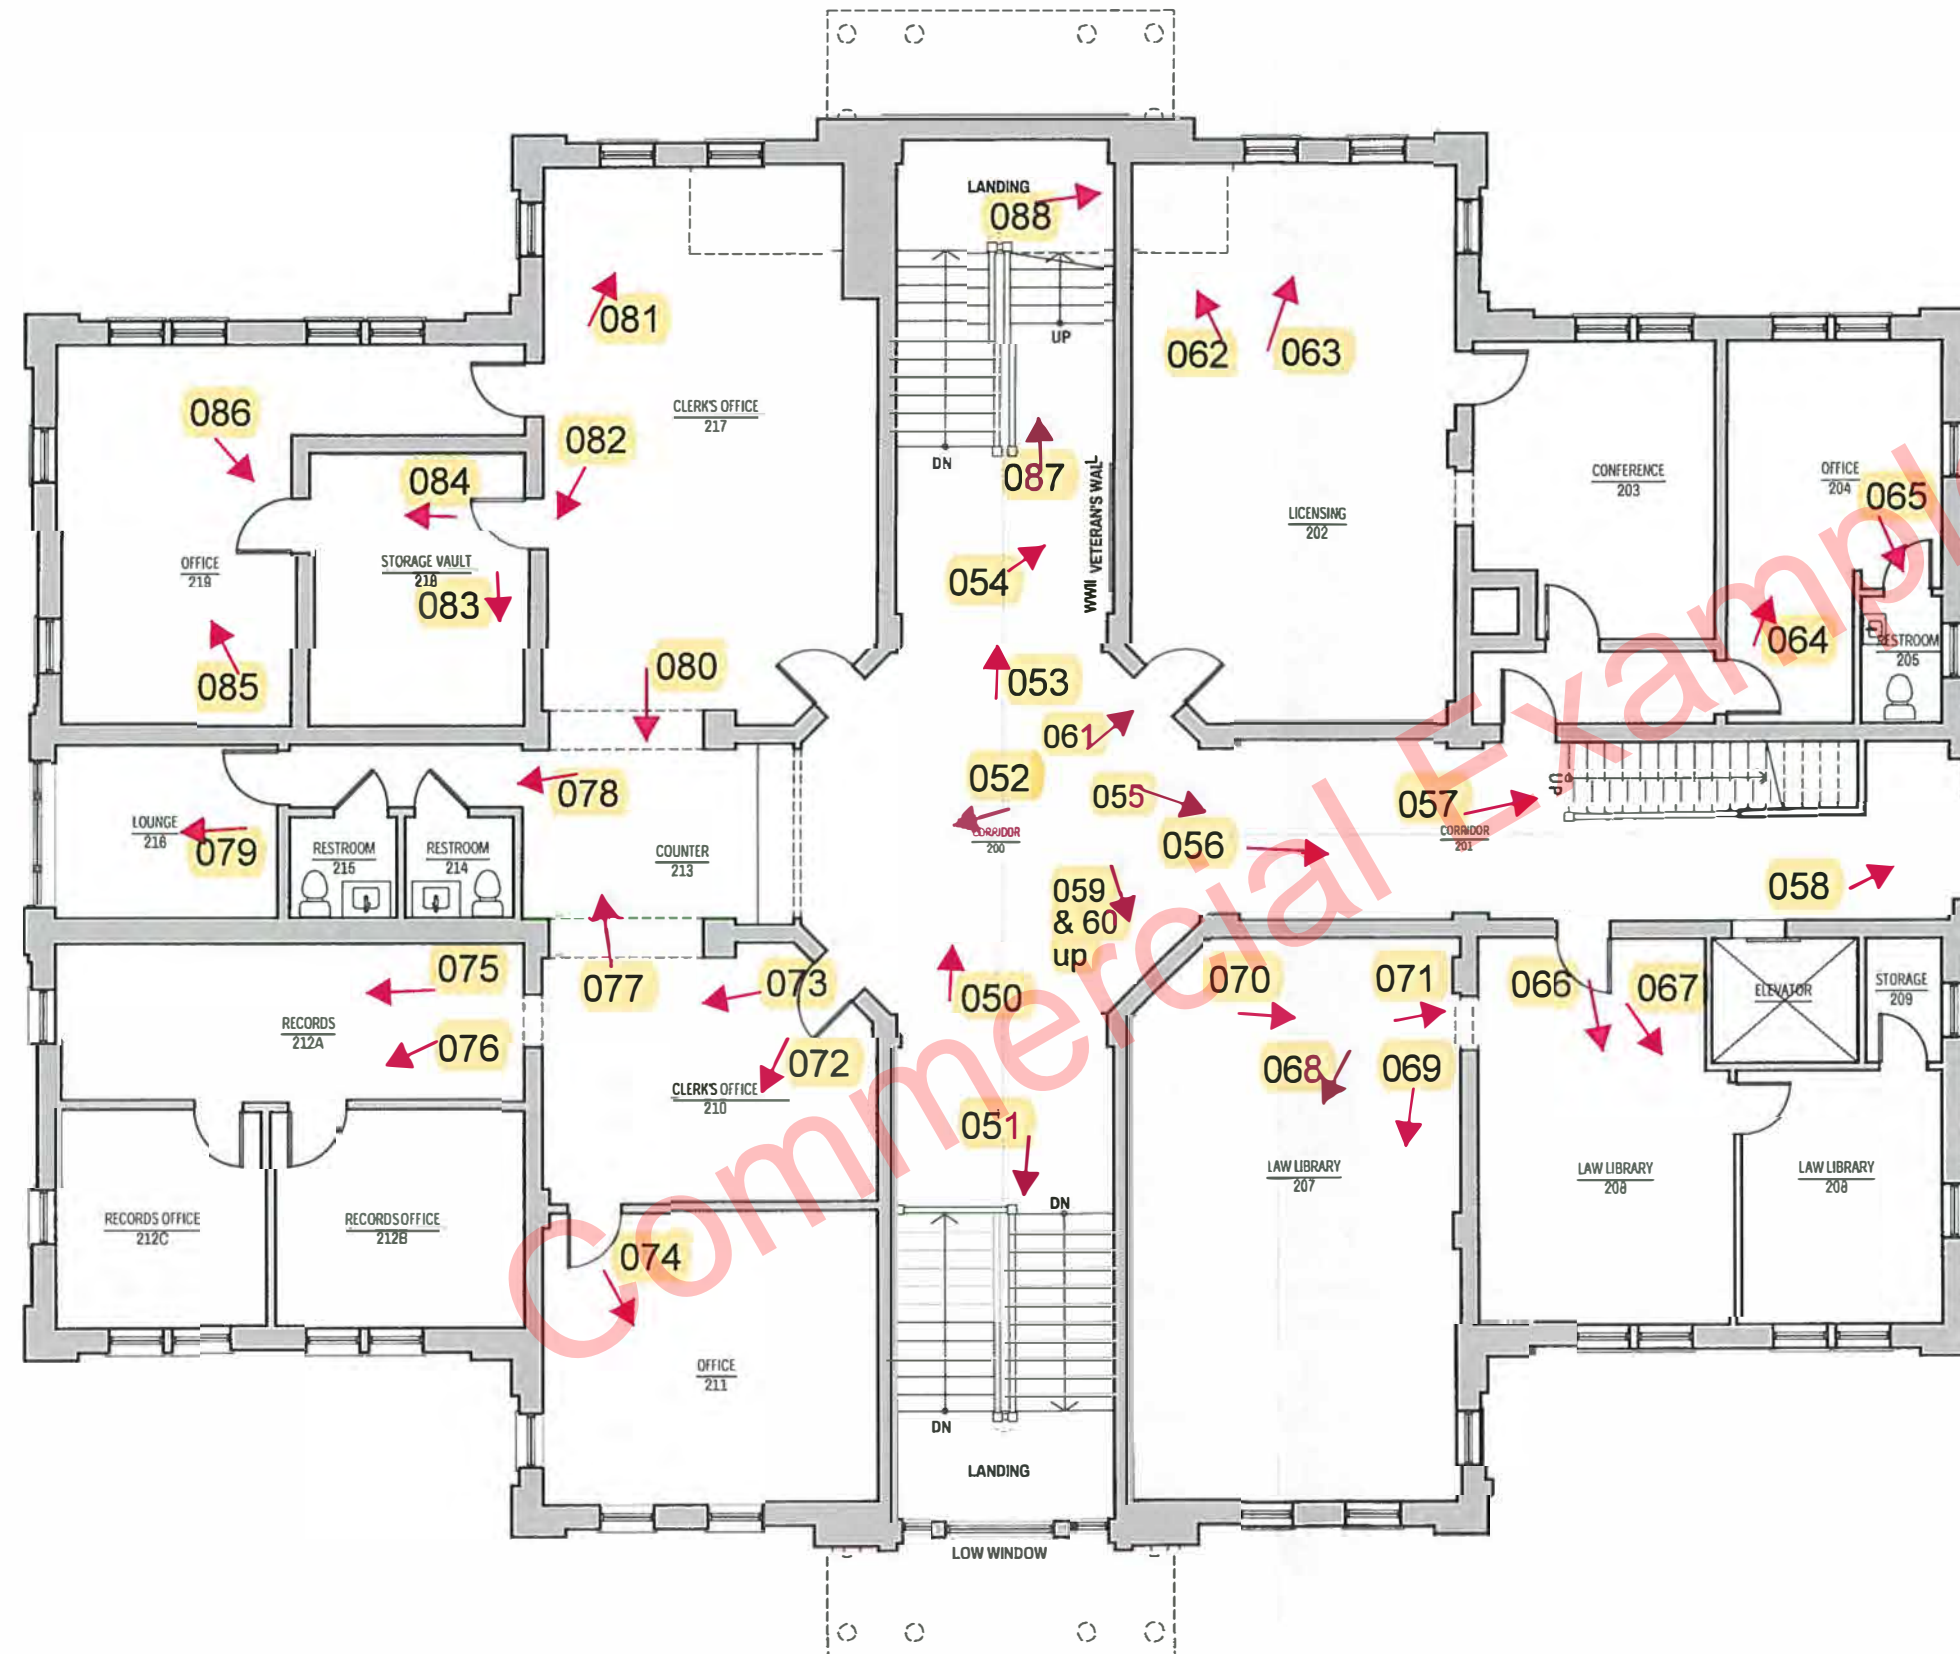 LANDING
088
UP
DN
081
CLERK'S OFFICE
217
082
086
084
STORAGE VAULT
218
083
OFFICE
219
085
080
087
WWII VETERAN'S WALL
054
053
061
052
CORRIDOR
200
055
056
059
& 60
up
050
051
062
063
LICENSING
202
CONFERENCE
203
OFFICE
204
065
064
RESTROOM
205
057
CORRIDOR
201
UP
058
078
LOUNGE
216
079
RESTROOM
215
RESTROOM
214
COUNTER
213
077
075
RECORDS
212A
076
073
072
CLERK'S OFFICE
210
RECORDS OFFICE
212C
RECORDS OFFICE
212B
074
OFFICE
211
DN
DN
LANDING
LOW WINDOW
070
071
068
069
LAW LIBRARY
207
066
067
ELEVATOR
STORAGE
209
LAW LIBRARY
208
LAW LIBRARY
208
Commercial Exampl